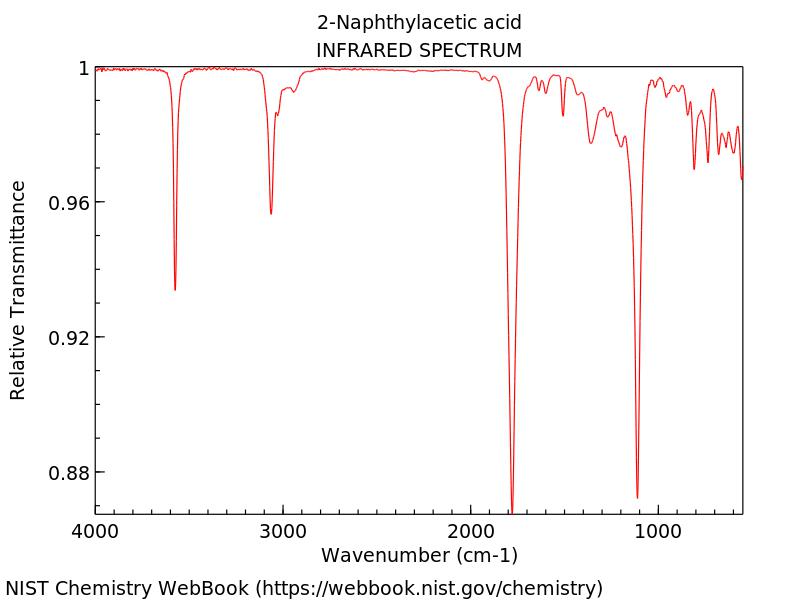 2-Naphthylacetic acid
INFRARED SPECTRUM
1
0.96
0.92
0.88
Relative Transmittance
4000 3000 2000 1000
Wavenumber (cm-1)
NIST Chemistry WebBook (https://webbook.nist.gov/chemistry)